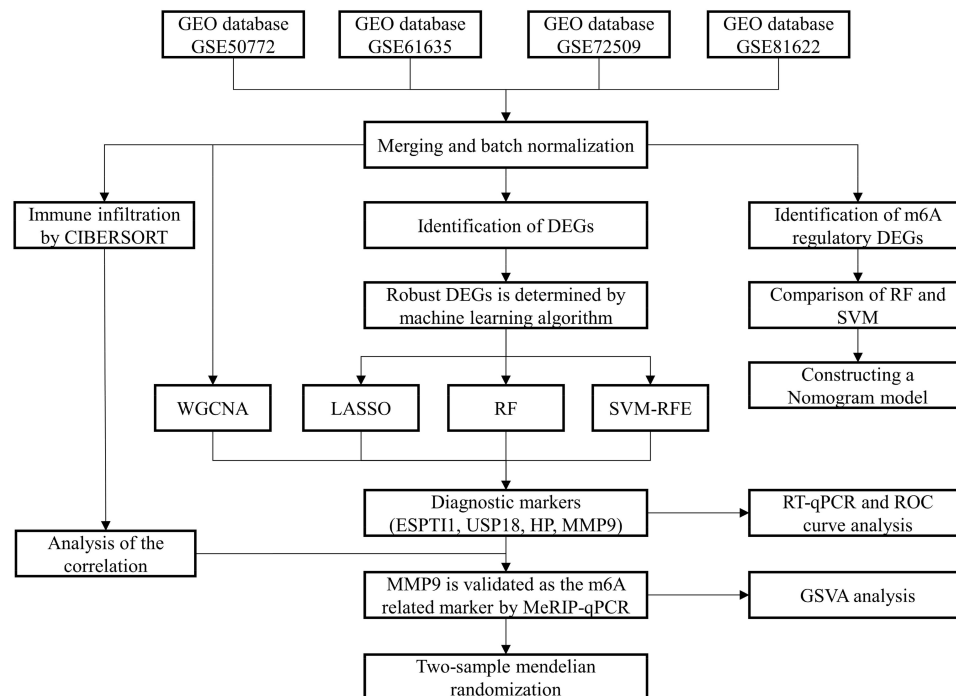 GEO database
GSE50772
GEO database
GSE61635
GEO database
GSE72509
GEO database
GSE81622
Merging and batch normalization
Immune infiltration
by CIBERSORT
Identification of DEGs
Identification of m6A
regulatory DEGs
Robust DEGs is determined by
machine learning algorithm
Comparison of RF and
SVM
Constructing a
Nomogram model
WGCNA
LASSO
RF
SVM-RFE
Diagnostic markers
(ESPTI1, USP18, HP, MMP9)
RT-qPCR and ROC
curve analysis
Analysis of the
correlation
MMP9 is validated as the m6A
related marker by MeRIP-qPCR
GSVA analysis
Two-sample mendelian
randomization